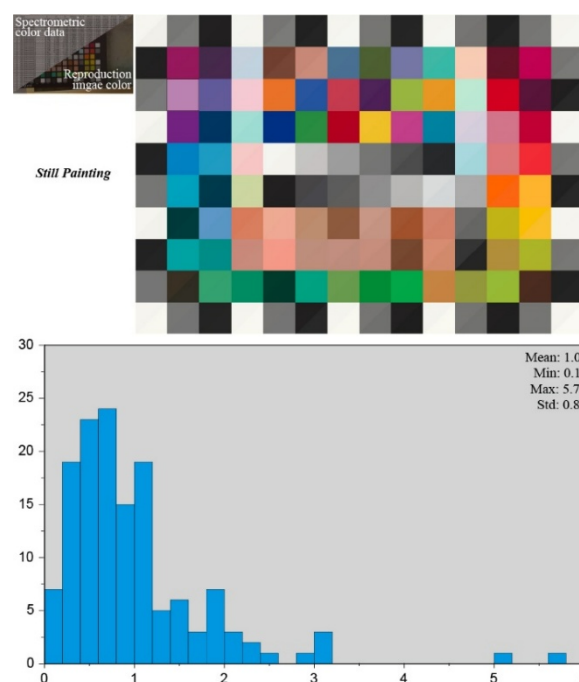 Spectrometric
color data
Reproduction
imgae color
Still Painting
30
25
20
15
10
5
0
Mean: 1.0
Min: 0.1
Max: 5.7
Std: 0.8
0
1
2
3
4
5